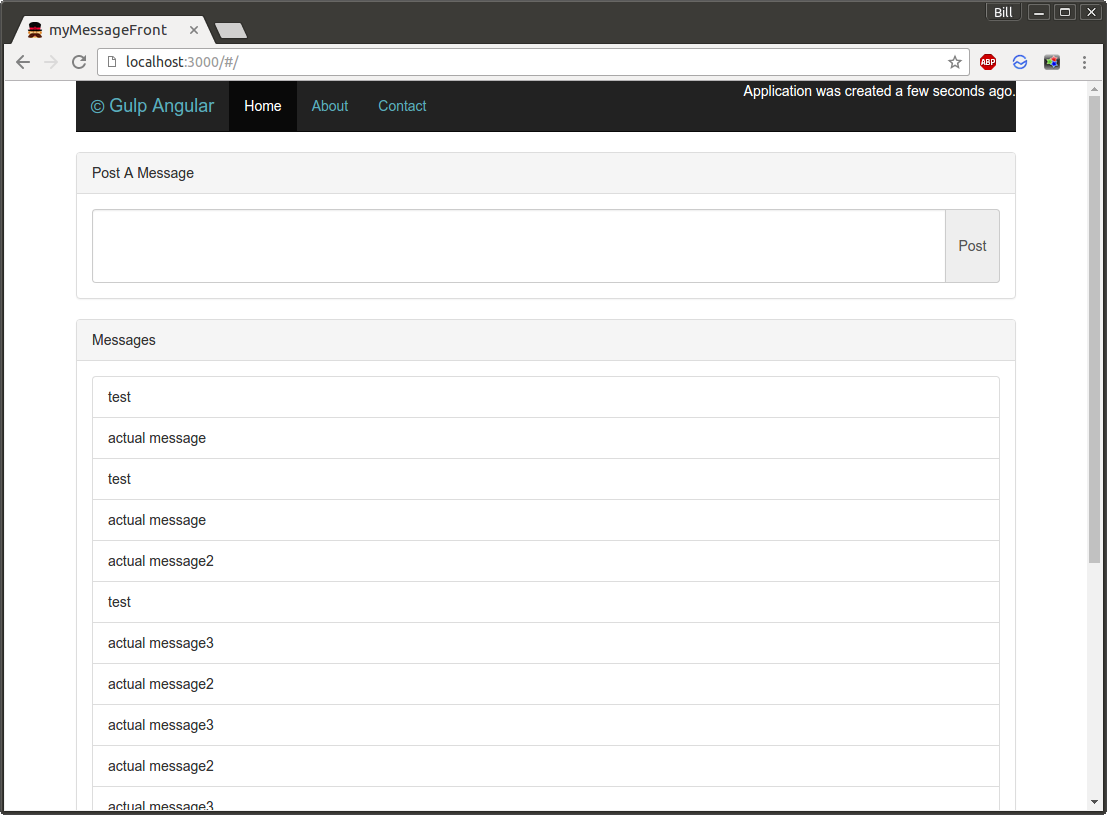 Bill
myMessageFront
localhost:3000/#/
ABP
© Gulp Angular Home About Contact Application was created a few seconds ago.
Post A Message
Post
Messages
test
actual message
test
actual message
actual message2
test
actual message3
actual message2
actual message3
actual message2
actual message3